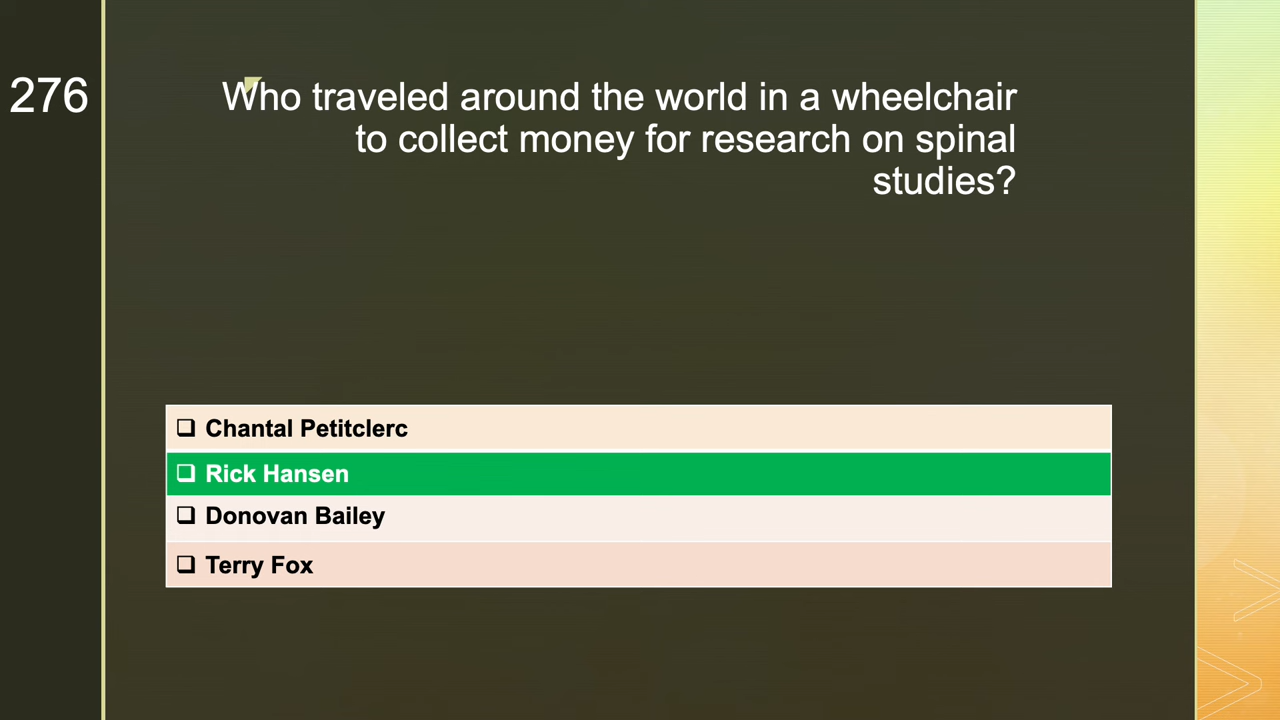 276
Who traveled around the world in a wheelchair
to collect money for research on spinal
studies?
❑ Chantal Petitclerc
❑ Rick Hansen
❑ Donovan Bailey
❑ Terry Fox